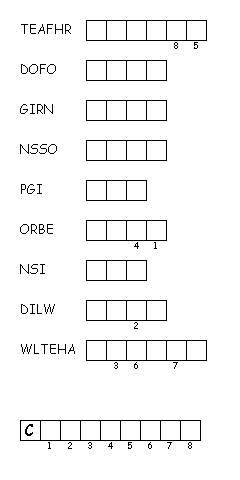 TEAFHR
8 5
DOFO
GIRN
NSSO
PGI
ORBE
4 1
NSI
DILW
2
WLTEHA
3 6 7
C
1 2 3 4 5 6 7 8